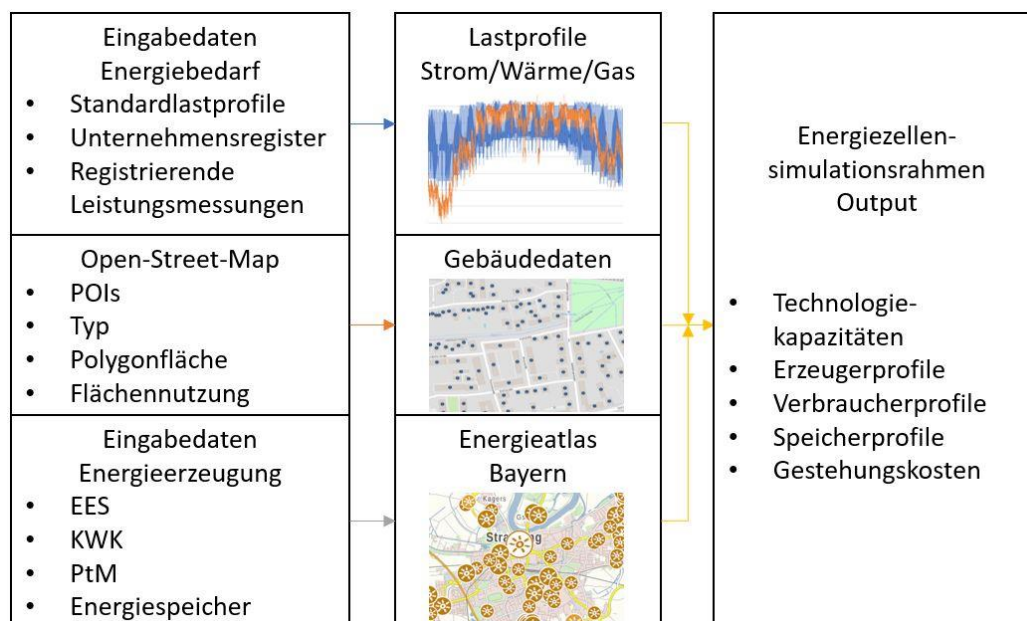 Eingabedaten
Energiebedarf
• Standardlastprofile
• Unternehmensregister
• Registrierende
Leistungsmessungen
Open-Street-Map
• POIs
• Typ
• Polygonfläche
• Flächennutzung
Eingabedaten
Energieerzeugung
• EES
• KWK
• PtM
• Energiespeicher
Lastprofile
Strom/Wärme/Gas
Gebäudedaten
Energieatlas
Bayern
Kagers
Energiezellen-
simulationsrahmen
Output
• Technologie-
kapazitäten
• Erzeugerprofile
• Verbraucherprofile
• Speicherprofile
• Gestehungskosten